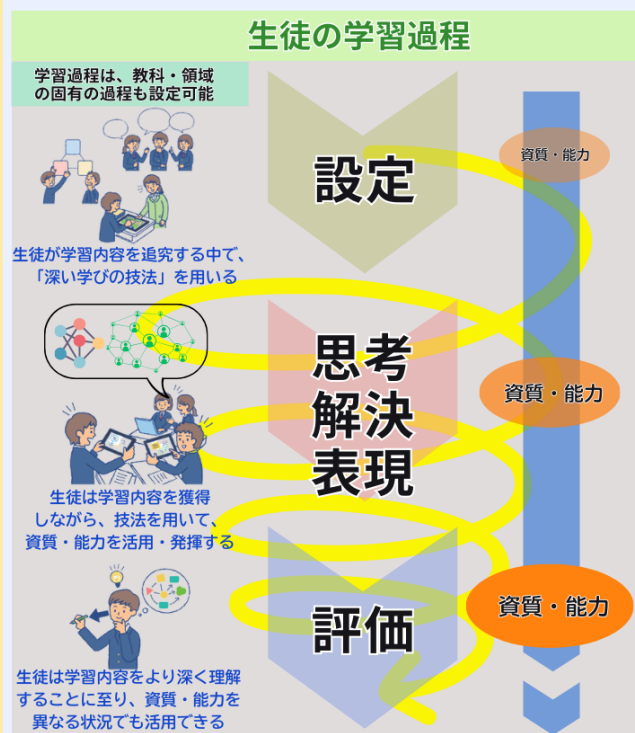 生徒の学習過程
学習過程は、教科・領域
の固有の過程も設定可能
設定
資質・能力
生徒が学習内容を追究する中で、
「深い学びの技法」を用いる
思考
解決
表現
資質・能力
生徒は学習内容を獲得
しながら、技法を用いて、
資質・能力を活用・発揮する
評価
資質・能力
生徒は学習内容をより深く理解
することに至り、資質・能力を
異なる状況でも活用できる